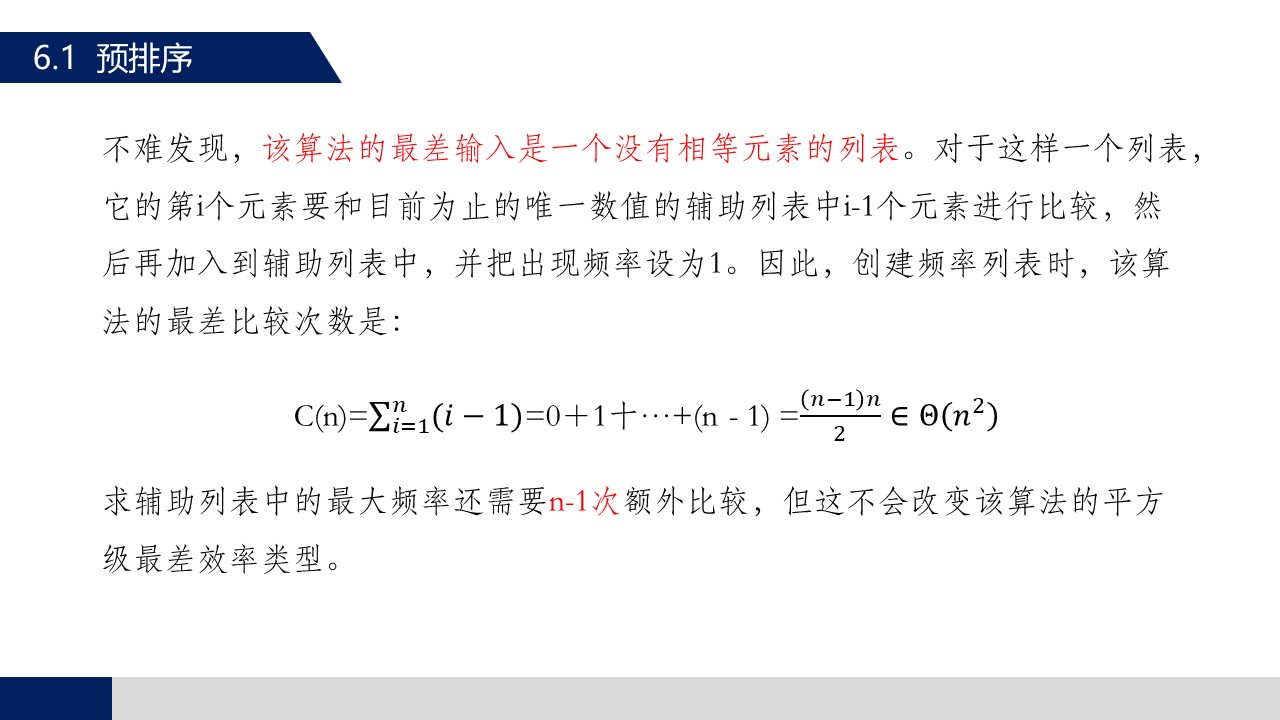 6.1 预排序
不难发现，该算法的最差输入是一个没有相等元素的列表。对于这样一个列表，
它的第i个元素要和目前为止的唯一数值的辅助列表中i-1个元素进行比较，然
后再加入到辅助列表中，并把出现频率设为1。因此，创建频率列表时，该算
法的最差比较次数是：
C(n)=∑_{i=1}^{n}(i − 1)=0＋1十…+(n - 1) =\frac{(n−1)n}{2} ∈ Θ(n²)
求辅助列表中的最大频率还需要n-1次额外比较，但这不会改变该算法的平方
级最差效率类型。